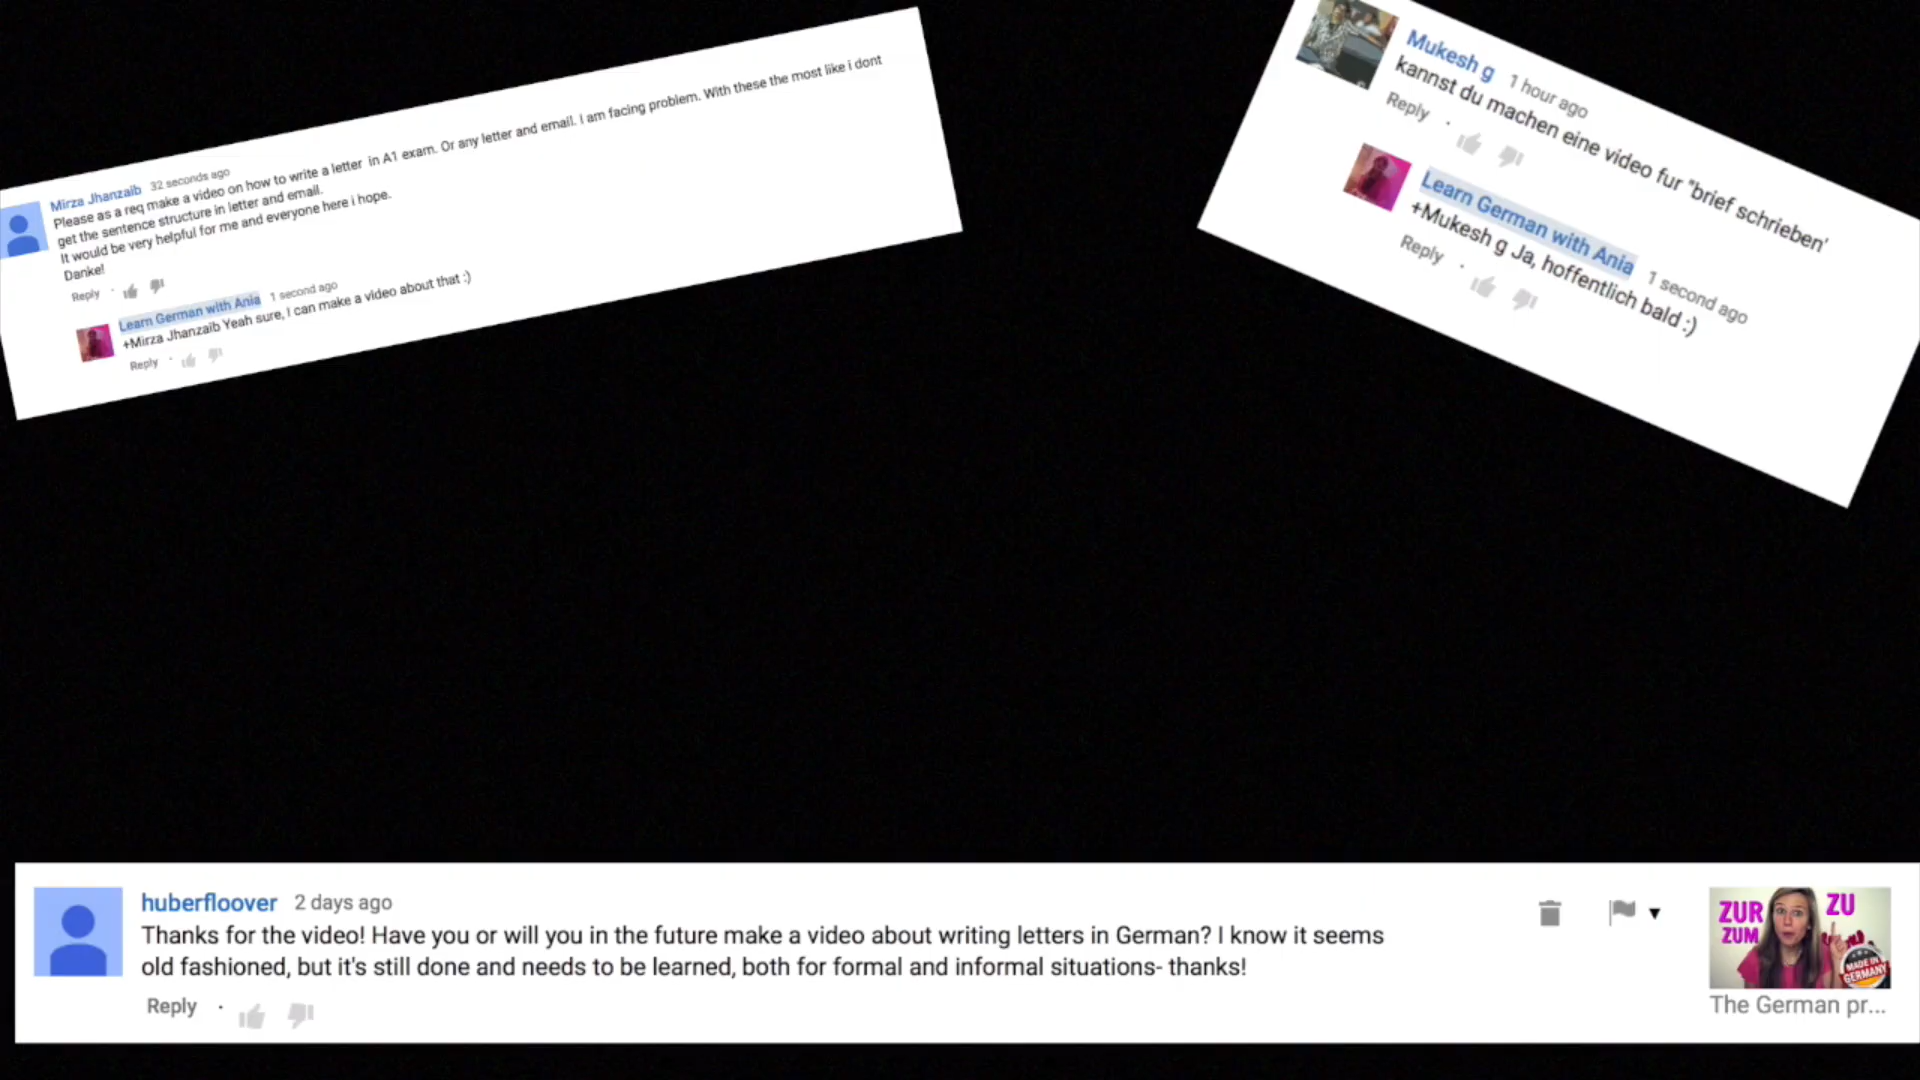 Mirza Jhanzaib 32 seconds ago
Please as a req make a video on how to write a letter in A1 exam. Or any letter and email. I am facing problem. With these the most like i dont
get the sentence structure in letter and email.
It would be very helpful for me and everyone here i hope.
Danke!
Reply ·
Learn German with Ania 1 second ago
+Mirza Jhanzaib Yeah sure, I can make a video about that :)
Reply ·
Mukesh g 1 hour ago
kannst du machen eine video fur "brief schrieben'
Reply ·
Learn German with Ania 1 second ago
+Mukesh g Ja, hoffentlich bald :)
Reply ·
huberfloover 2 days ago
Thanks for the video! Have you or will you in the future make a video about writing letters in German? I know it seems
old fashioned, but it's still done and needs to be learned, both for formal and informal situations- thanks!
Reply ·
ZUR ZU
ZUM
MADE IN
GERMANY
The German pr...